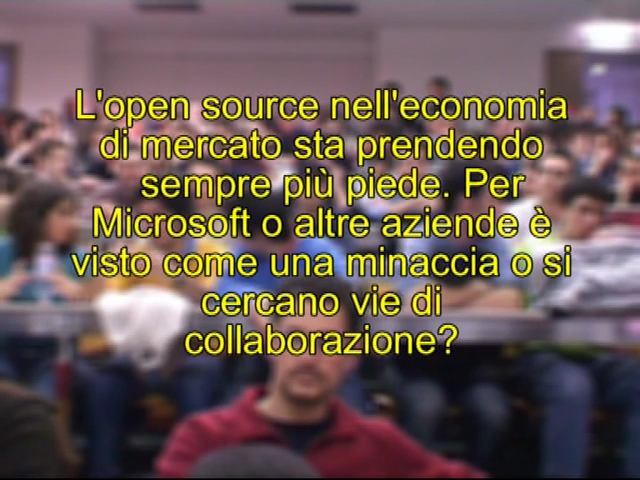 L'open source nell'economia
di mercato sta prendendo
sempre più piede. Per
Microsoft o altre aziende è
visto come una minaccia o si
cercano vie di
collaborazione?